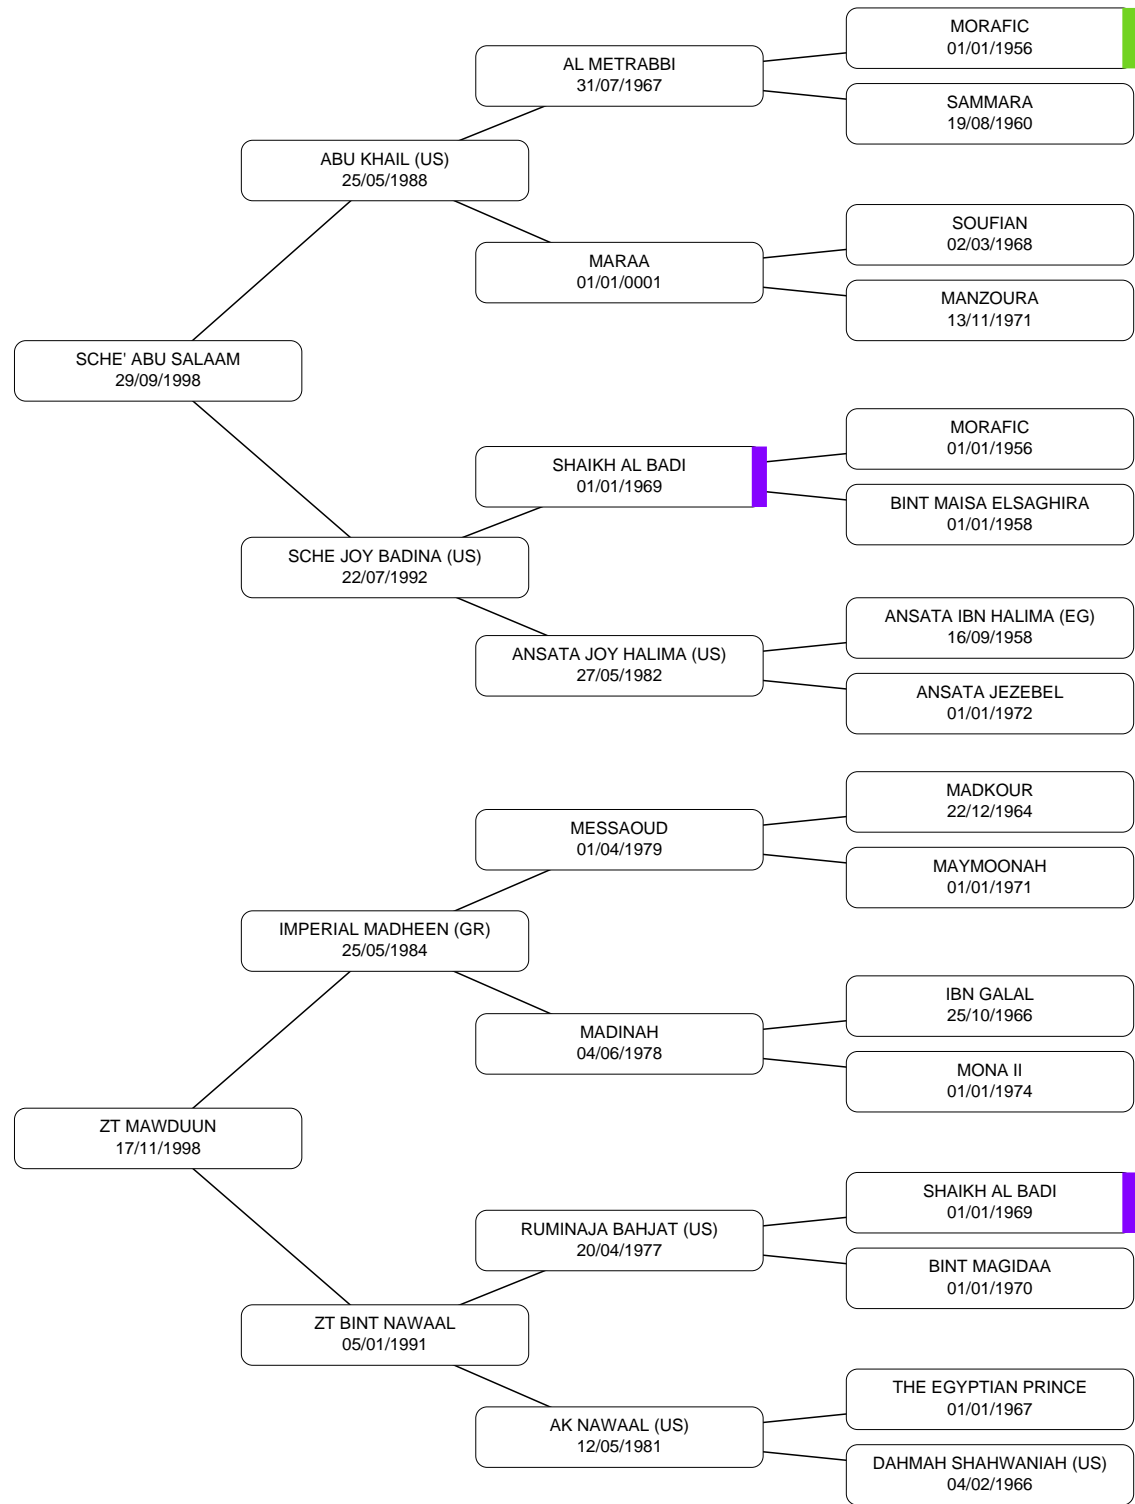 MORAFIC
01/01/1956
AL METRABBI
31/07/1967
SAMMARA
19/08/1960
ABU KHAIL (US)
25/05/1988
SOUFIAN
02/03/1968
MARAA
01/01/0001
MANZOURA
13/11/1971
SCHE' ABU SALAAM
29/09/1998
MORAFIC
01/01/1956
SHAIKH AL BADI
01/01/1969
BINT MAISA ELSAGHIRA
01/01/1958
SCHE JOY BADINA (US)
22/07/1992
ANSATA IBN HALIMA (EG)
16/09/1958
ANSATA JOY HALIMA (US)
27/05/1982
ANSATA JEZEBEL
01/01/1972
MADKOUR
22/12/1964
MESSAOUD
01/04/1979
MAYMOONAH
01/01/1971
IMPERIAL MADHEEN (GR)
25/05/1984
IBN GALAL
25/10/1966
MADINAH
04/06/1978
MONA II
01/01/1974
ZT MAWDUUN
17/11/1998
SHAIKH AL BADI
01/01/1969
RUMINAJA BAHJAT (US)
20/04/1977
BINT MAGIDAA
01/01/1970
ZT BINT NAWAAL
05/01/1991
THE EGYPTIAN PRINCE
01/01/1967
AK NAWAAL (US)
12/05/1981
DAHMAH SHAHWANIAH (US)
04/02/1966